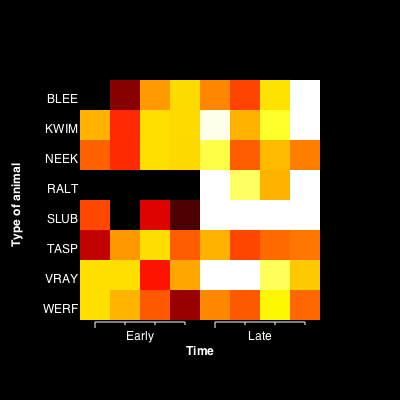 BLEE
KWIM
NEEK
RALT
SLUB
TASP
VRAY
WERF
Type of animal
Early Late
Time